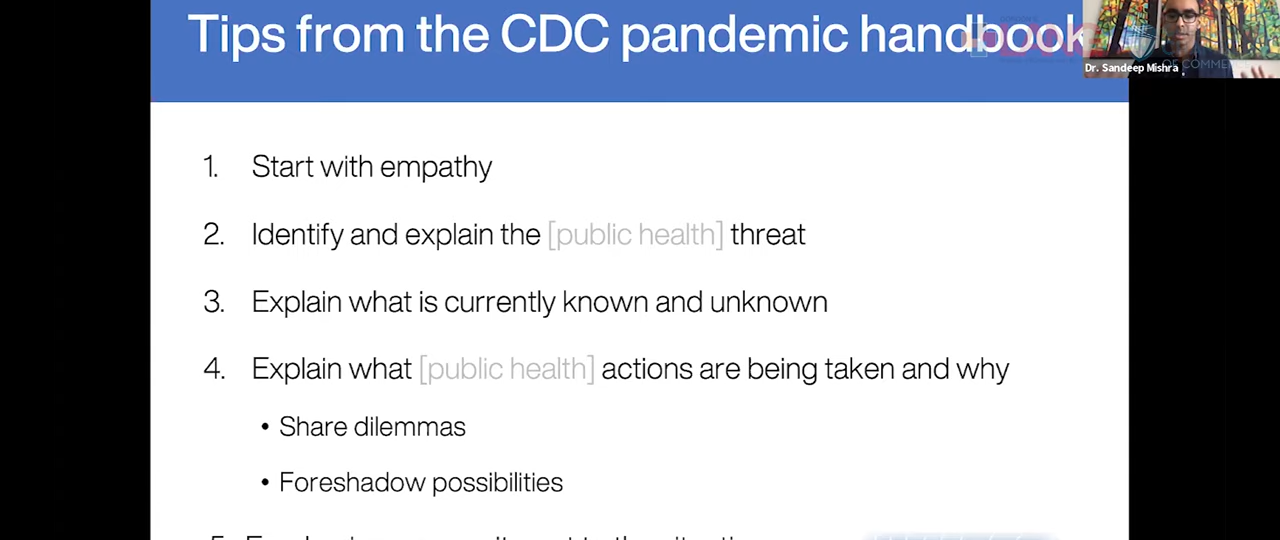 Tips from the CDC pandemic handbook
Dr. Sandeep Mishra
OF COMMERCE
1. Start with empathy
2. Identify and explain the [public health] threat
3. Explain what is currently known and unknown
4. Explain what [public health] actions are being taken and why
• Share dilemmas
• Foreshadow possibilities